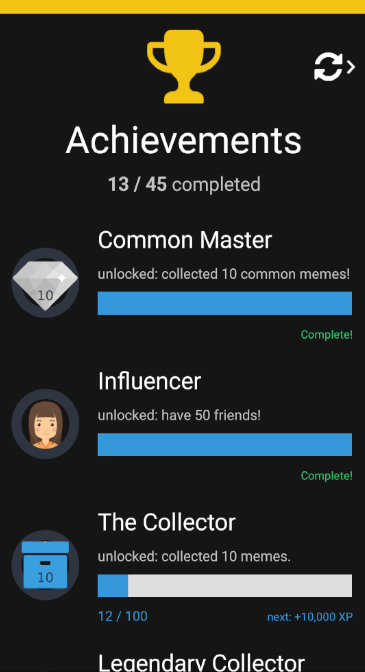 Achievements
13 / 45 completed
Common Master
unlocked: collected 10 common memes!
10
Complete!
Influencer
unlocked: have 50 friends!
Complete!
The Collector
unlocked: collected 10 memes.
10
12 / 100 next: +10,000 XP
Legendary Collector